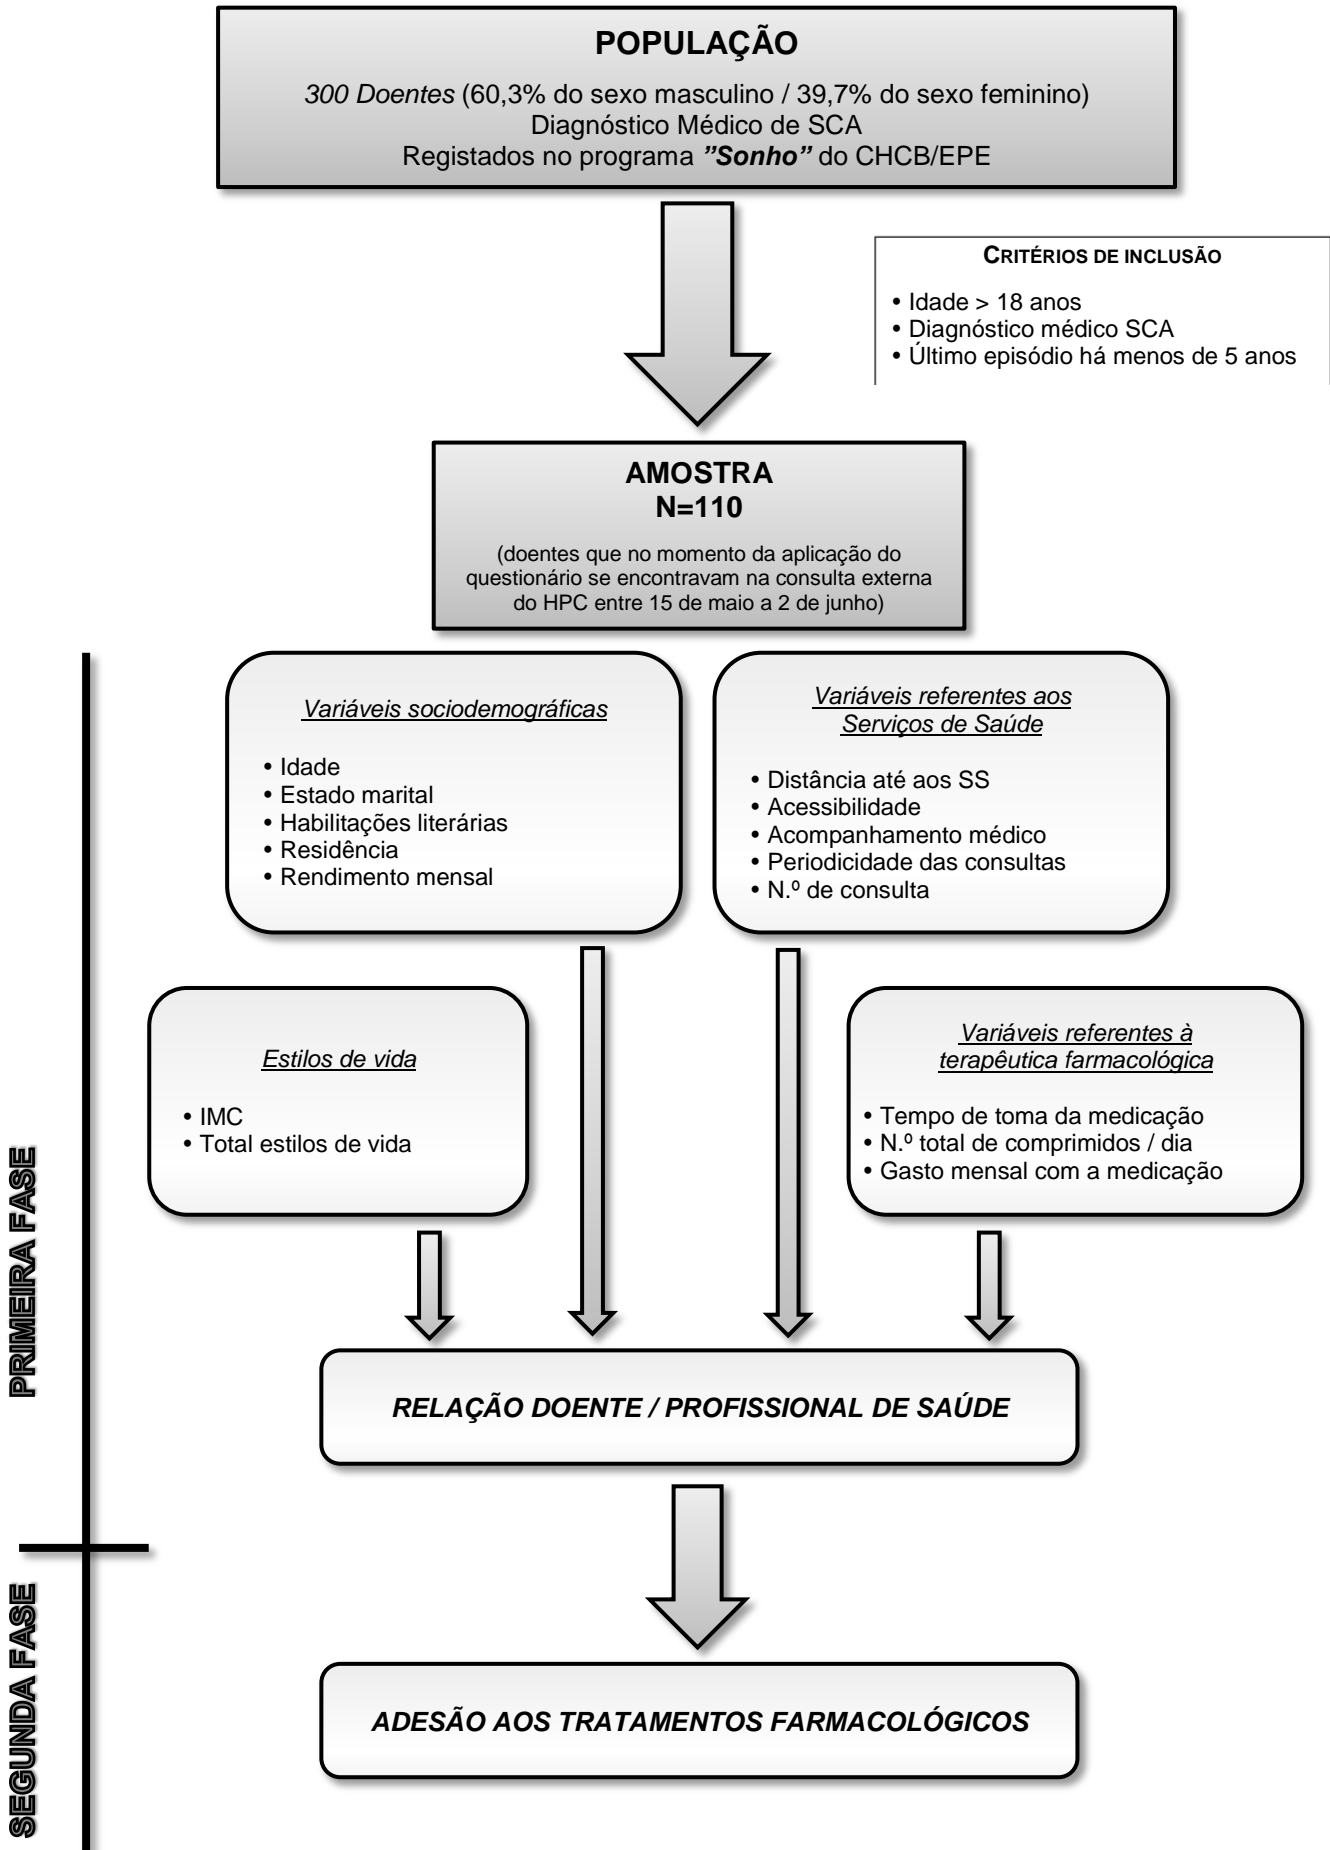 POPULAÇÃO
300 Doentes (60,3% do sexo masculino / 39,7% do sexo feminino)
Diagnóstico Médico de SCA
Registados no programa ”Sonho” do CHCB/EPE
CRITÉRIOS DE INCLUSÃO
• Idade > 18 anos
• Diagnóstico médico SCA
• Último episódio há menos de 5 anos
AMOSTRA
N=110
(doentes que no momento da aplicação do
questionário se encontravam na consulta externa
do HPC entre 15 de maio a 2 de junho)
Variáveis sociodemográficas
• Idade
• Estado marital
• Habilitações literárias
• Residência
• Rendimento mensal
Variáveis referentes aos
Serviços de Saúde
• Distância até aos SS
• Acessibilidade
• Acompanhamento médico
• Periodicidade das consultas
• N.º de consulta
Estilos de vida
• IMC
• Total estilos de vida
Variáveis referentes à
terapêutica farmacológica
• Tempo de toma da medicação
• N.º total de comprimidos / dia
• Gasto mensal com a medicação
PRIMEIRA FASE
RELAÇÃO DOENTE / PROFISSIONAL DE SAÚDE
SEGUNDA FASE
ADESÃO AOS TRATAMENTOS FARMACOLÓGICOS